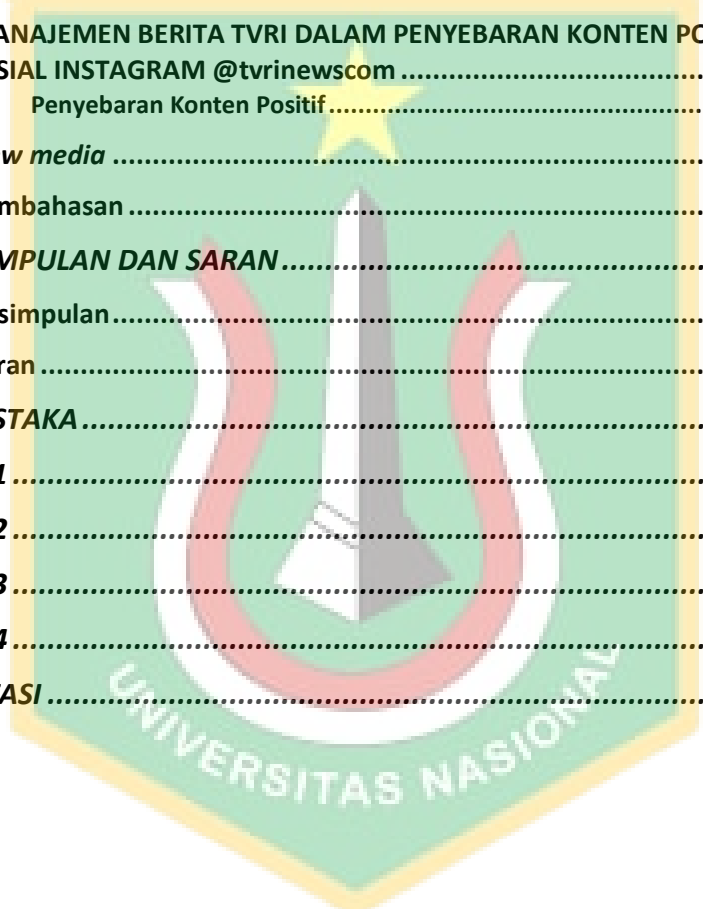 ANAJEMEN BERITA TVRI DALAM PENYEBARAN KONTEN PO
SIAL INSTAGRAM @tvrinewscom ........................................
Penyebaran Konten Positif ........................................
w media ........................................
mbahasan ........................................
MPULAN DAN SARAN ........................................
simpulan ........................................
ran ........................................
STAKA ........................................
1 ........................................
2 ........................................
3 ........................................
4 ........................................
ASI ........................................
UNIVERSITAS NASIONAL